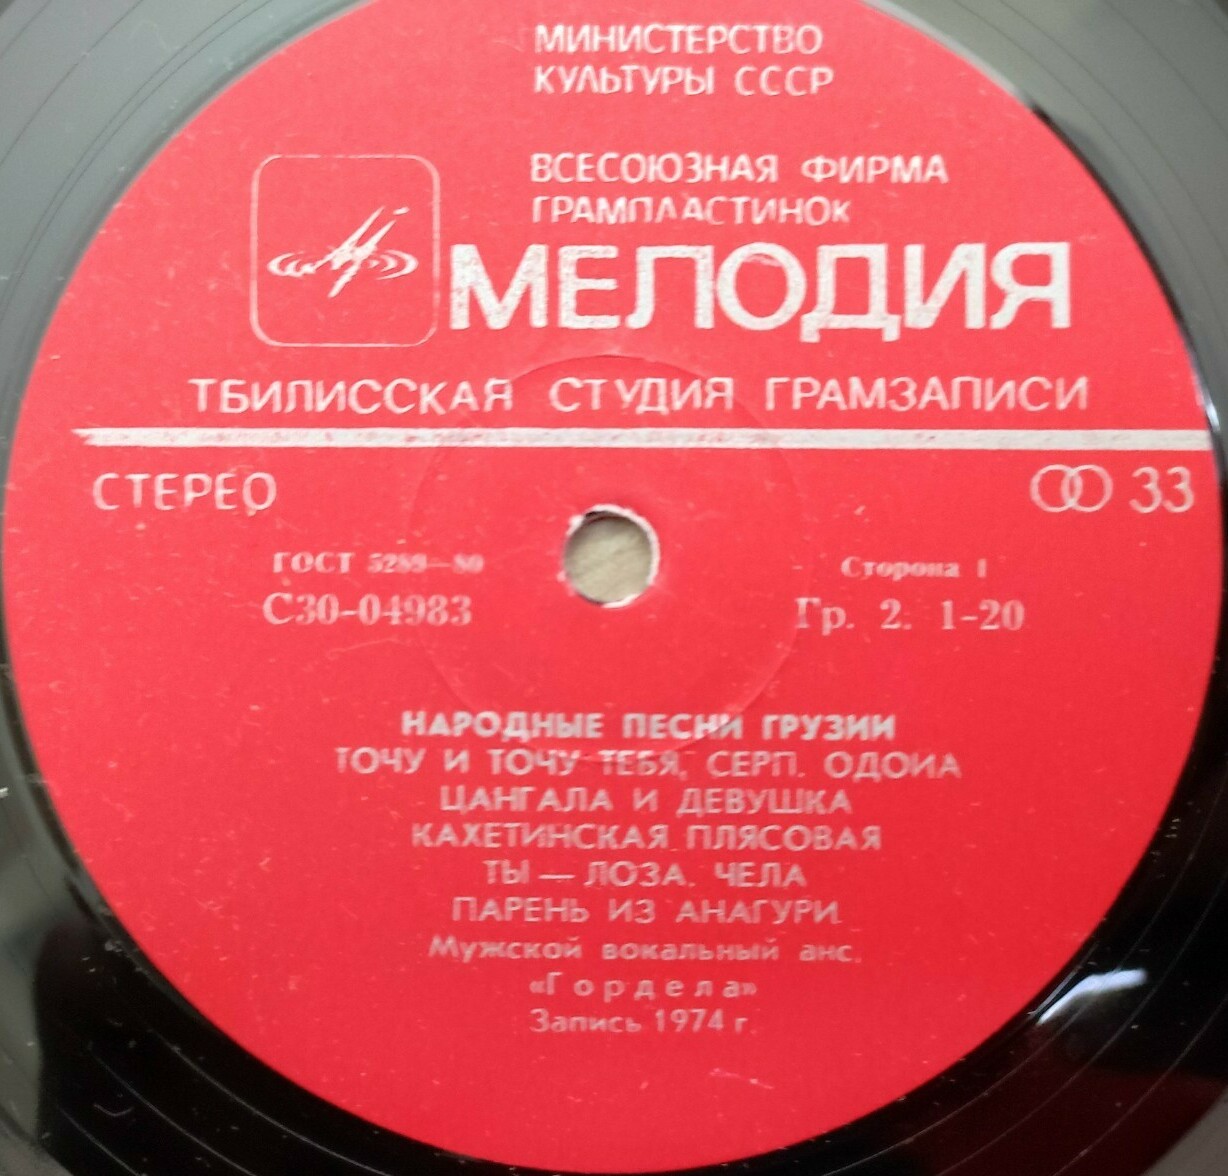 МИНИСТЕРСТВО
КУЛЬТУРЫ СССР
ВСЕСОЮЗНАЯ ФИРМА
ГРАМПЛАСТИНОК
МЕЛОДИЯ
ТБИЛИССКАЯ СТУДИЯ ГРАМЗАПИСИ
СТЕРЕО
33
ГОСТ 5289—80
Сторона 1
С30-04983
Гр. 2. 1-20
НАРОДНЫЕ ПЕСНИ ГРУЗИИ
ТОЧУ И ТОЧУ ТЕБЯ, СЕРП. ОДОИА
ЦАНГАЛА И ДЕВУШКА
КАХЕТИНСКАЯ ПЛЯСОВАЯ
ТЫ — ЛОЗА. ЧЕЛА
ПАРЕНЬ ИЗ АНАГУРИ
Мужской вокальный анс.
«Гордела»
Запись 1974 г.